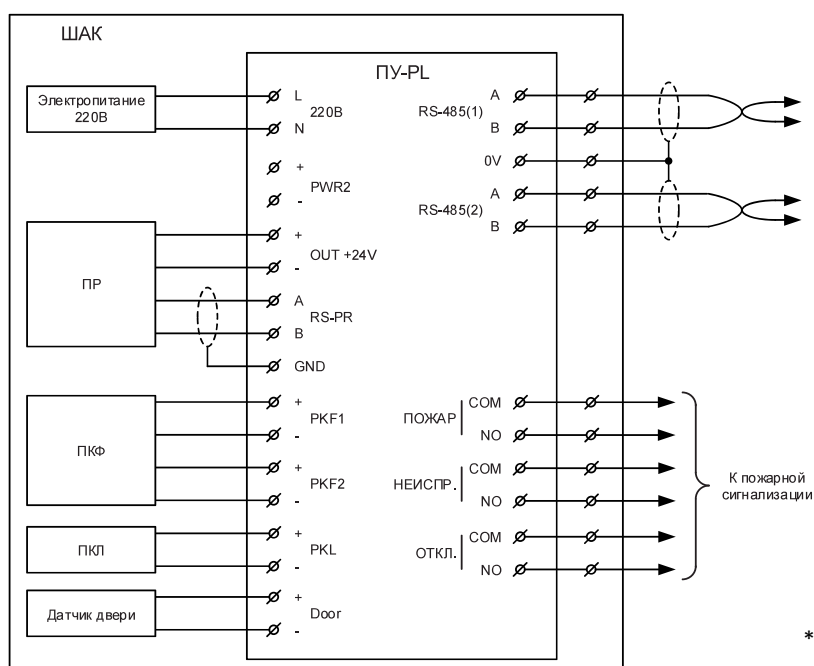 ШАК
ПУ-PL
Электропитание
220В
L
220В
N
+
PWR2
-
ПР
+
OUT +24V
-
A
RS-PR
B
GND
ПКФ
+
PKF1
-
+
PKF2
-
ПКЛ
+
PKL
-
Датчик двери
+
Door
-
A
RS-485(1)
B
0V
A
RS-485(2)
B
COM
ПОЖАР
NO
COM
НЕИСПР.
NO
COM
ОТКЛ.
NO
К пожарной
сигнализации
*